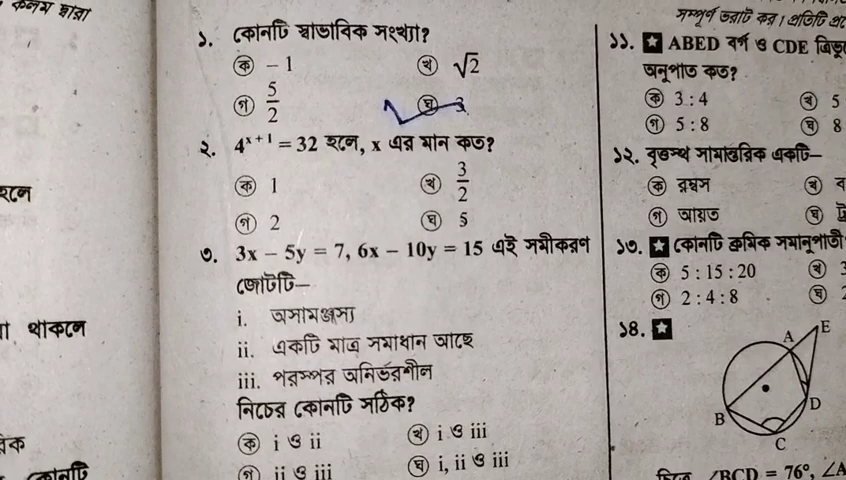 হলে
থাকলে
কোনটি
১. কোনটি স্বাভাবিক সংখ্যা?
ক - 1 খ √2
গ 5/2 ঘ 3
২. 4^(x+1) = 32 হলে, x এর মান কত?
ক 1 খ 3/2
গ 2 ঘ 5
৩. 3x - 5y = 7, 6x - 10y = 15 এই সমীকরণ
জোটটি—
i. অসামঞ্জস্য
ii. একটি মাত্র সমাধান আছে
iii. পরস্পর অনির্ভরশীল
নিচের কোনটি সঠিক?
ক i ও ii খ i ও iii
গ ii ও iii ঘ i, ii ও iii
সম্পূর্ণ ভরাট কর। প্রতিটি
১১. ★ ABED বর্গ ও CDE
অনুপাত কত?
ক 3 : 4 খ 5
গ 5 : 8 ঘ 8
১২. বৃত্তস্থ সামান্তরিক একটি—
ক রম্বস খ
গ আয়ত ঘ
১৩. ★ কোনটি ক্রমিক সমানুপাতী
ক 5 : 15 : 20 খ
গ 2 : 4 : 8 ঘ
১৪. ★
A E
B D
C
∠BCD = 76°,